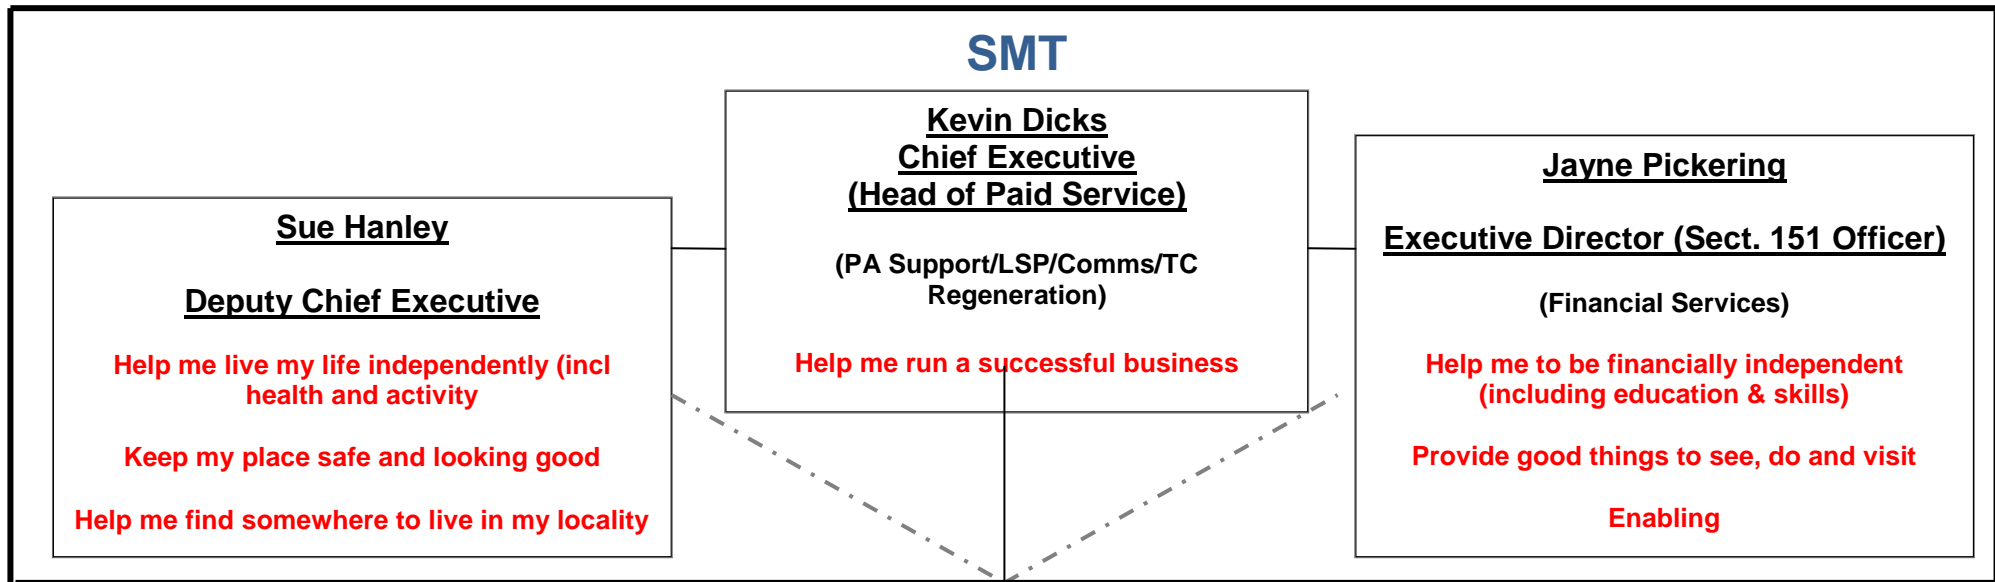 SMT
Sue Hanley
Deputy Chief Executive
Help me live my life independently (incl
health and activity
Keep my place safe and looking good
Help me find somewhere to live in my locality
Kevin Dicks
Chief Executive
(Head of Paid Service)
(PA Support/LSP/Comms/TC
Regeneration)
Help me run a successful business
Jayne Pickering
Executive Director (Sect. 151 Officer)
(Financial Services)
Help me to be financially independent
(including education & skills)
Provide good things to see, do and visit
Enabling